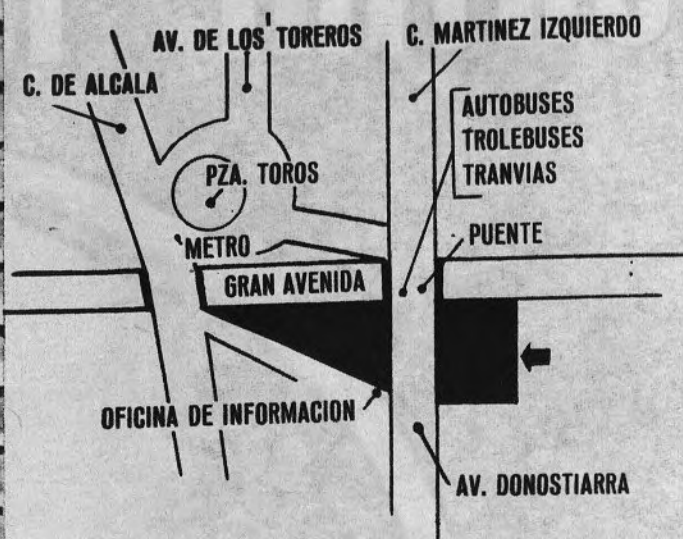 AV. DE LOS TOREROS
C. MARTINEZ IZQUIERDO
C. DE ALCALA
AUTOBUSES
TROLEBUSES
TRANVIAS
PZA. TOROS
METRO
PUENTE
GRAN AVENIDA
OFICINA DE INFORMACION
AV. DONOSTIARRA